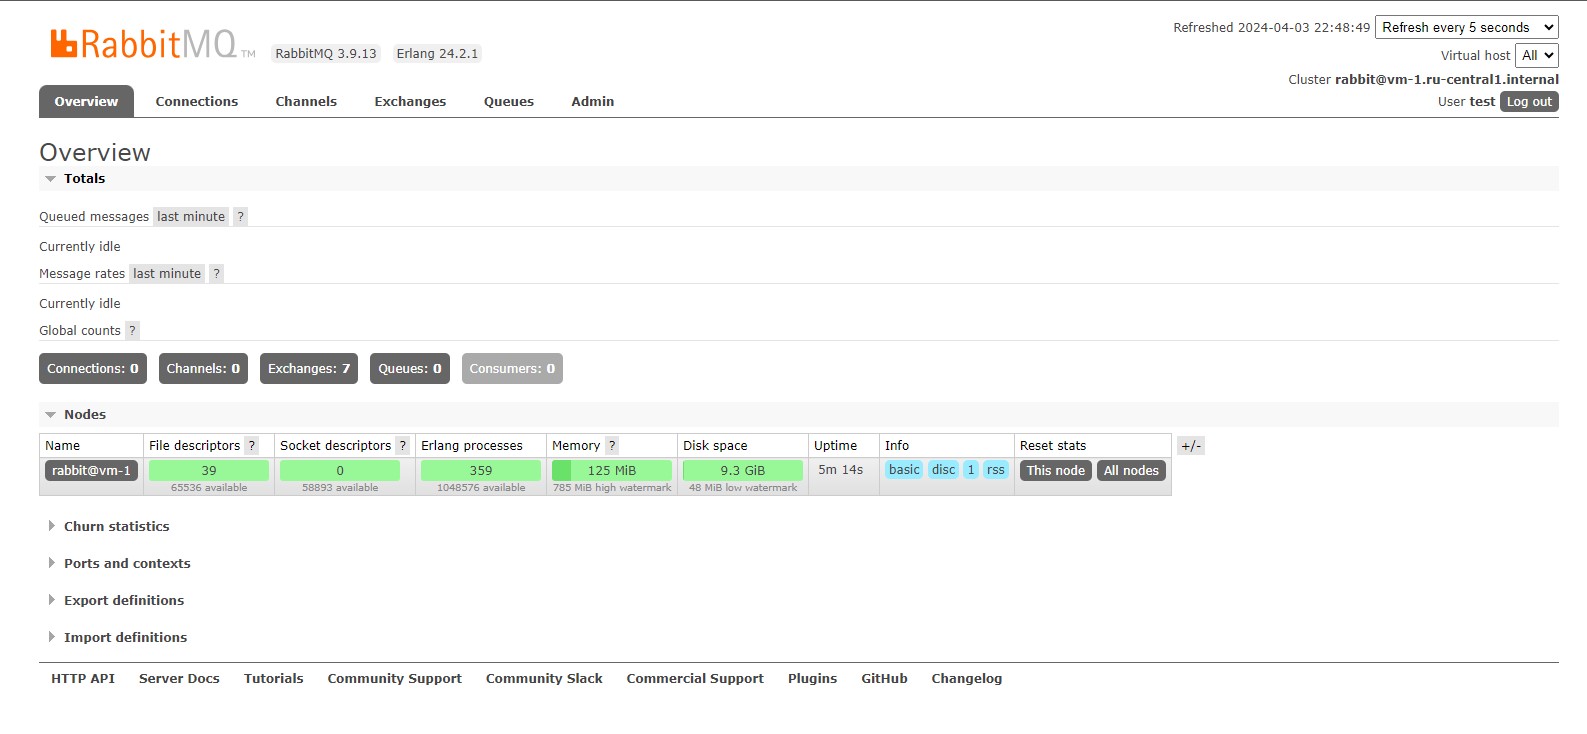 RabbitMQ TM RabbitMQ 3.9.13 Erlang 24.2.1
Refreshed 2024-04-03 22:48:49 Refresh every 5 seconds
Virtual host All
Cluster rabbit@vm-1.ru-central1.internal
User test Log out
Overview Connections Channels Exchanges Queues Admin
Overview
Totals
Queued messages last minute ?
Currently idle
Message rates last minute ?
Currently idle
Global counts ?
Connections: 0 Channels: 0 Exchanges: 7 Queues: 0 Consumers: 0
Nodes
Name File descriptors ? Socket descriptors ? Erlang processes Memory ? Disk space Uptime Info Reset stats +/-
rabbit@vm-1 39 0 359 125 MiB 9.3 GiB 5m 14s basic disc 1 rss This node All nodes
65536 available 58893 available 1048576 available 785 MiB high watermark 48 MiB low watermark
Churn statistics
Ports and contexts
Export definitions
Import definitions
HTTP API Server Docs Tutorials Community Support Community Slack Commercial Support Plugins GitHub Changelog